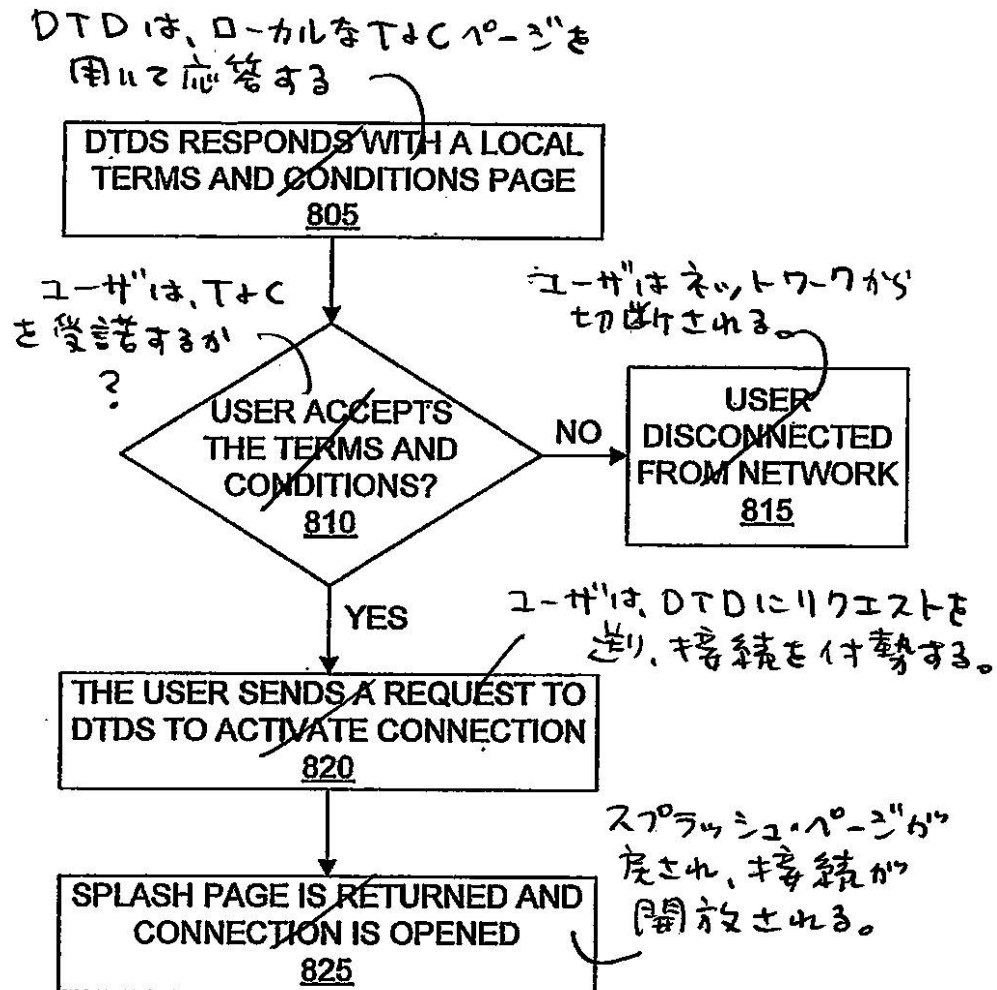 DTDは、ローカルなT&Cページを
用いて応答する
DTDS RESPONDS WITH A LOCAL
TERMS AND CONDITIONS PAGE
805
ユーザは、T&C
を受諾するか
?
USER ACCEPTS
THE TERMS AND
CONDITIONS?
810
NO
ユーザはネットワークから
切断される。
USER
DISCONNECTED
FROM NETWORK
815
YES
ユーザは、DTDにリクエストを
送り、接続を付勢する。
THE USER SENDS A REQUEST TO
DTDS TO ACTIVATE CONNECTION
820
スプラッシュ・ページが
戻され、接続が
開放される。
SPLASH PAGE IS RETURNED AND
CONNECTION IS OPENED
825